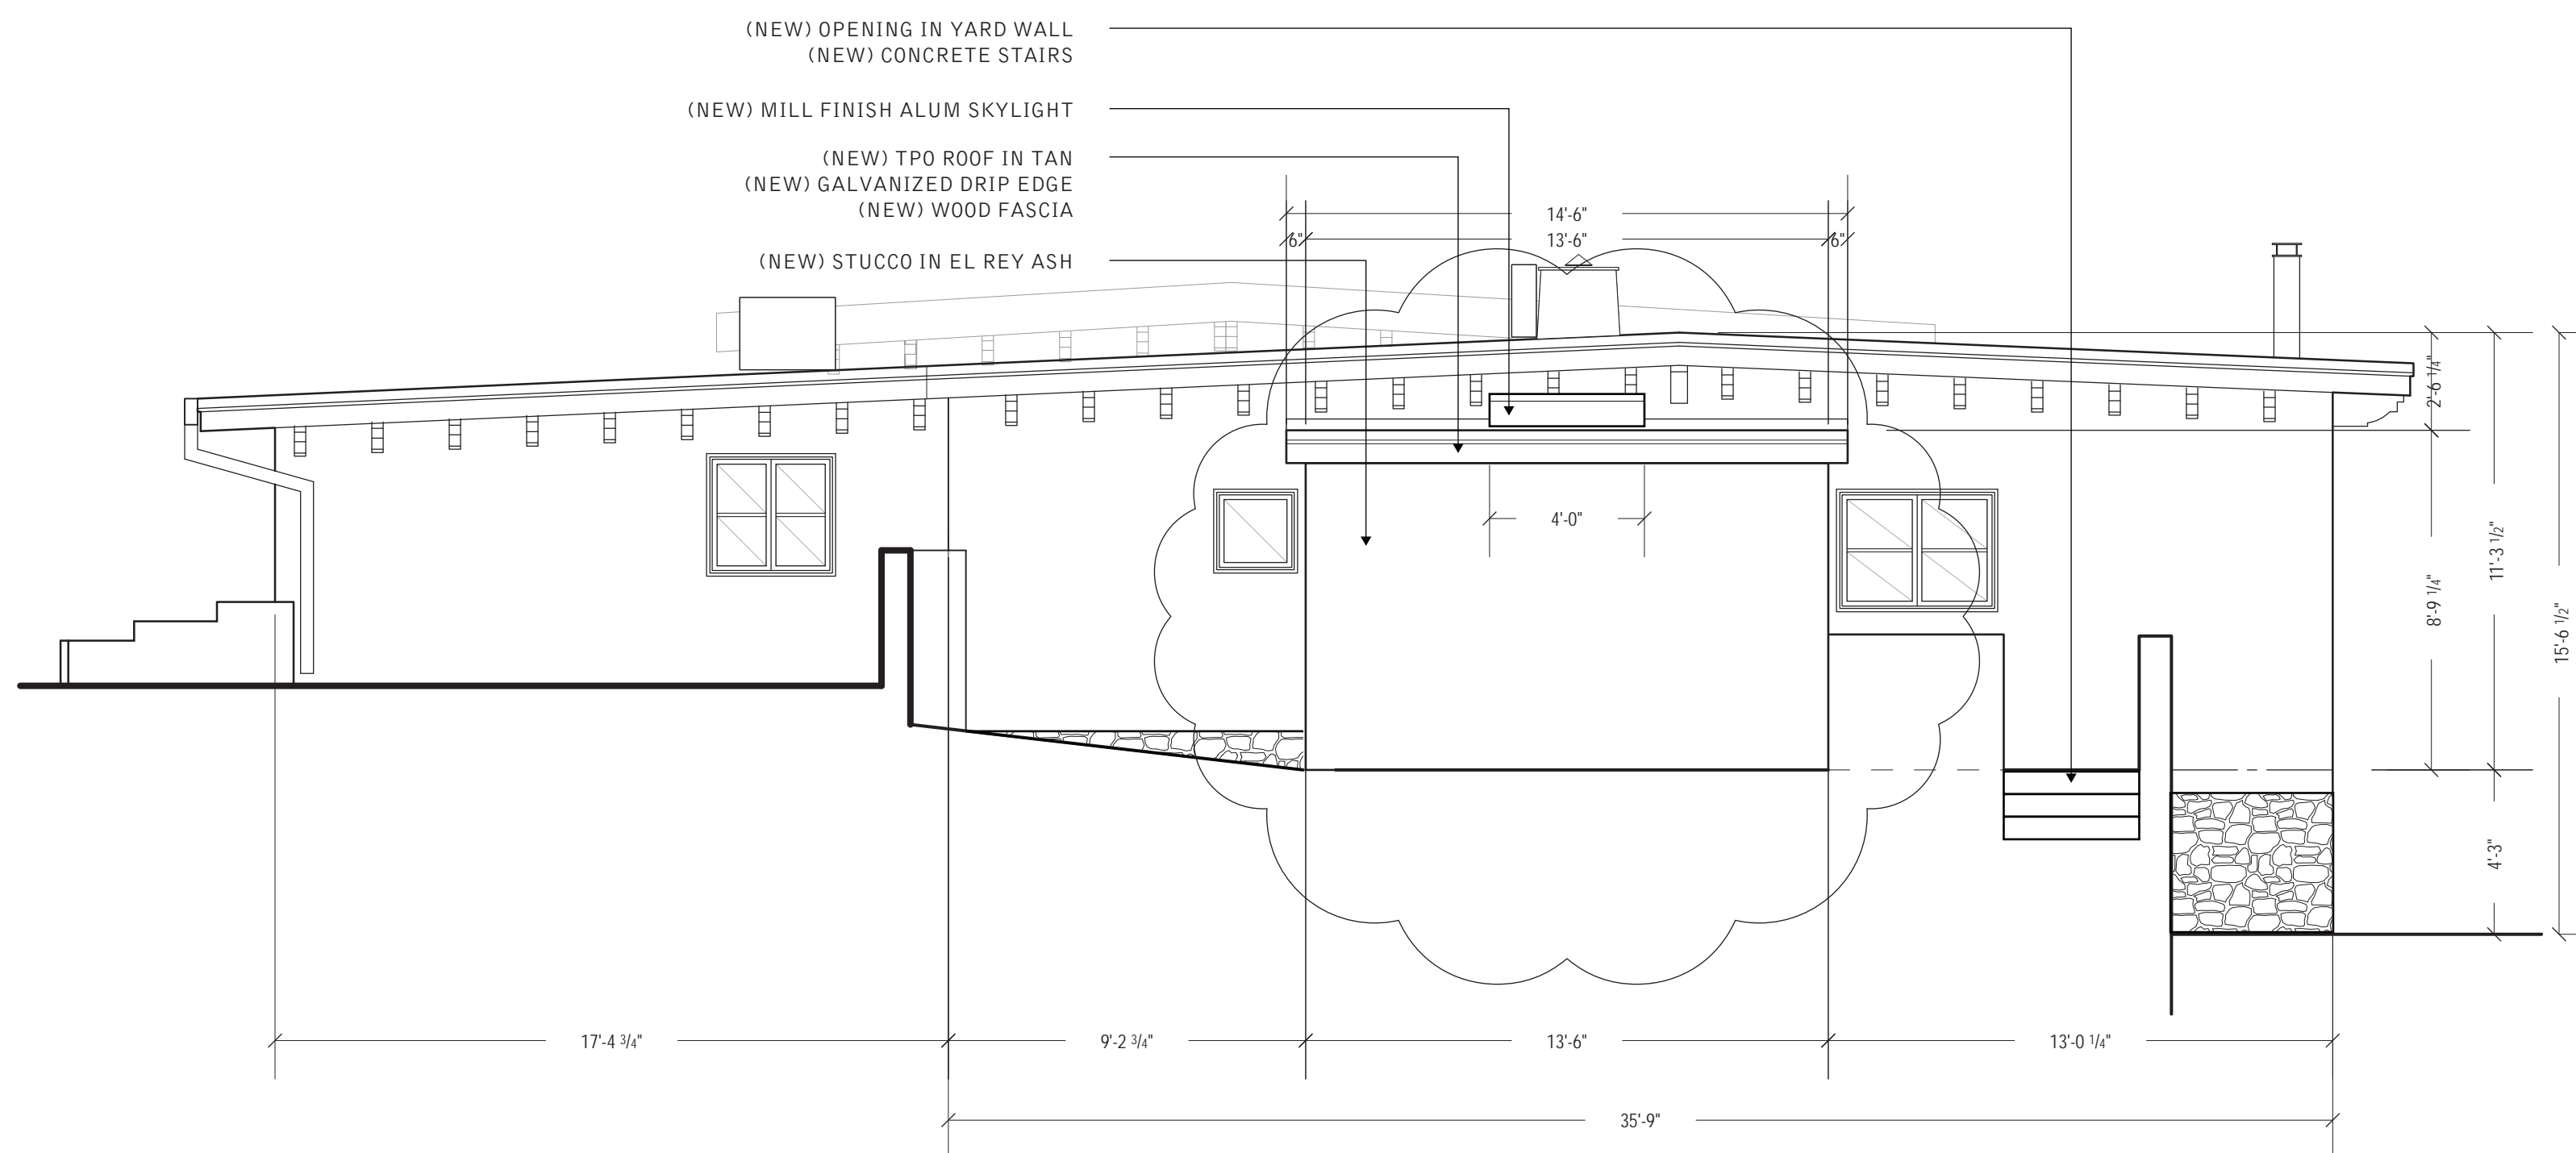 (NEW) OPENING IN YARD WALL
(NEW) CONCRETE STAIRS
(NEW) MILL FINISH ALUM SKYLIGHT
(NEW) TPO ROOF IN TAN
(NEW) GALVANIZED DRIP EDGE
(NEW) WOOD FASCIA
(NEW) STUCCO IN EL REY ASH
14'-6"
6"
13'-6"
6"
2'-6 1/4"
4'-0"
11'-3 1/2"
8'-9 1/4"
15'-6 1/2"
4'-3"
17'-4 3/4"
9'-2 3/4"
13'-6"
13'-0 1/4"
35'-9"